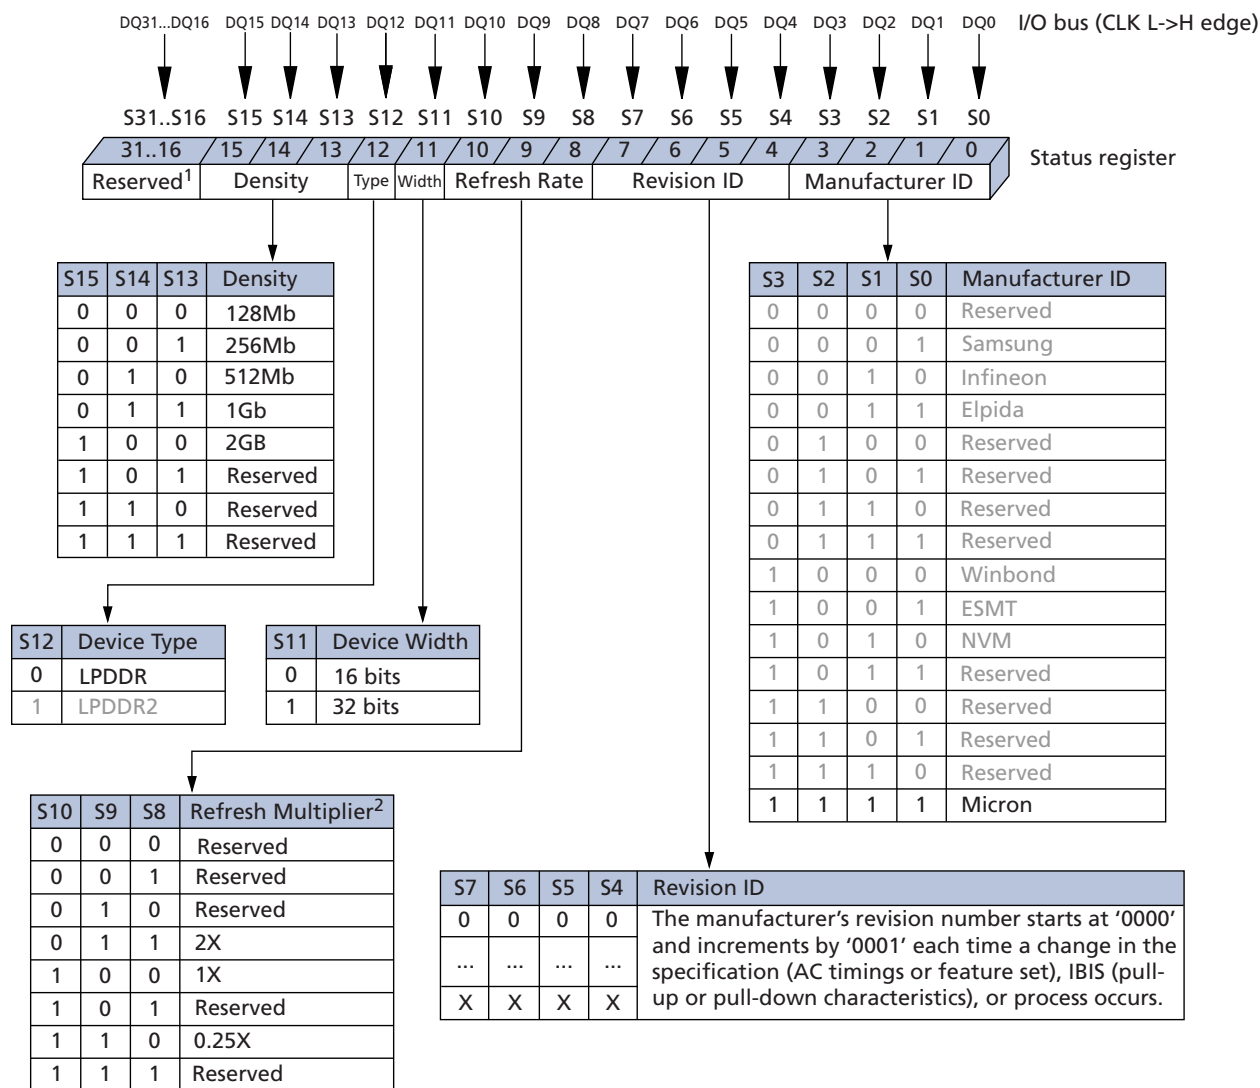 DQ31...DQ16 DQ15 DQ14 DQ13 DQ12 DQ11 DQ10 DQ9 DQ8 DQ7 DQ6 DQ5 DQ4 DQ3 DQ2 DQ1 DQ0 I/O bus (CLK L->H edge)
S31..S16 S15 S14 S13 S12 S11 S10 S9 S8 S7 S6 S5 S4 S3 S2 S1 S0
31..16 15 14 13 12 11 10 9 8 7 6 5 4 3 2 1 0 Status register
Reserved1 Density Type Width Refresh Rate Revision ID Manufacturer ID
S15 S14 S13 Density
0 0 0 128Mb
0 0 1 256Mb
0 1 0 512Mb
0 1 1 1Gb
1 0 0 2GB
1 0 1 Reserved
1 1 0 Reserved
1 1 1 Reserved
S3 S2 S1 S0 Manufacturer ID
0 0 0 0 Reserved
0 0 0 1 Samsung
0 0 1 0 Infineon
0 0 1 1 Elpida
0 1 0 0 Reserved
0 1 0 1 Reserved
0 1 1 0 Reserved
0 1 1 1 Reserved
1 0 0 0 Winbond
1 0 0 1 ESMT
1 0 1 0 NVM
1 0 1 1 Reserved
1 1 0 0 Reserved
1 1 0 1 Reserved
1 1 1 0 Reserved
1 1 1 1 Micron
S12 Device Type
0 LPDDR
1 LPDDR2
S11 Device Width
0 16 bits
1 32 bits
S10 S9 S8 Refresh Multiplier2
0 0 0 Reserved
0 0 1 Reserved
0 1 0 Reserved
0 1 1 2X
1 0 0 1X
1 0 1 Reserved
1 1 0 0.25X
1 1 1 Reserved
S7 S6 S5 S4 Revision ID
0 0 0 0 The manufacturer's revision number starts at '0000'
and increments by '0001' each time a change in the
... ... ... ... specification (AC timings or feature set), IBIS (pull-
X X X X up or pull-down characteristics), or process occurs.